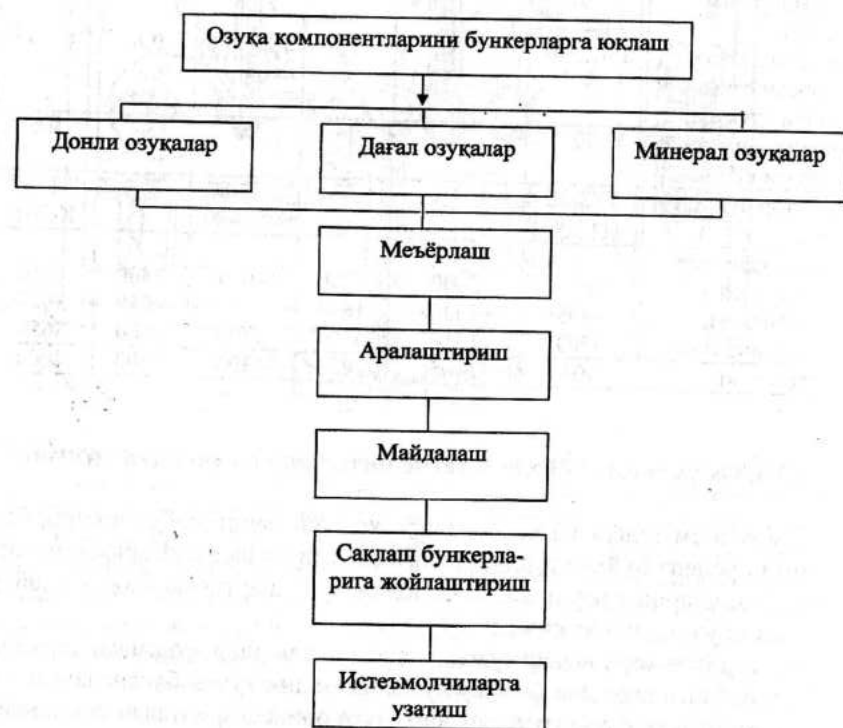 Озуқа компонентларини бункерларга юклаш
Донли озуқалар
Дағал озуқалар
Минерал озуқалар
Меъёрлаш
Аралаштириш
Майдалаш
Сақлаш бункерла-
рига жойлаштириш
Истеъмолчиларга
узатиш